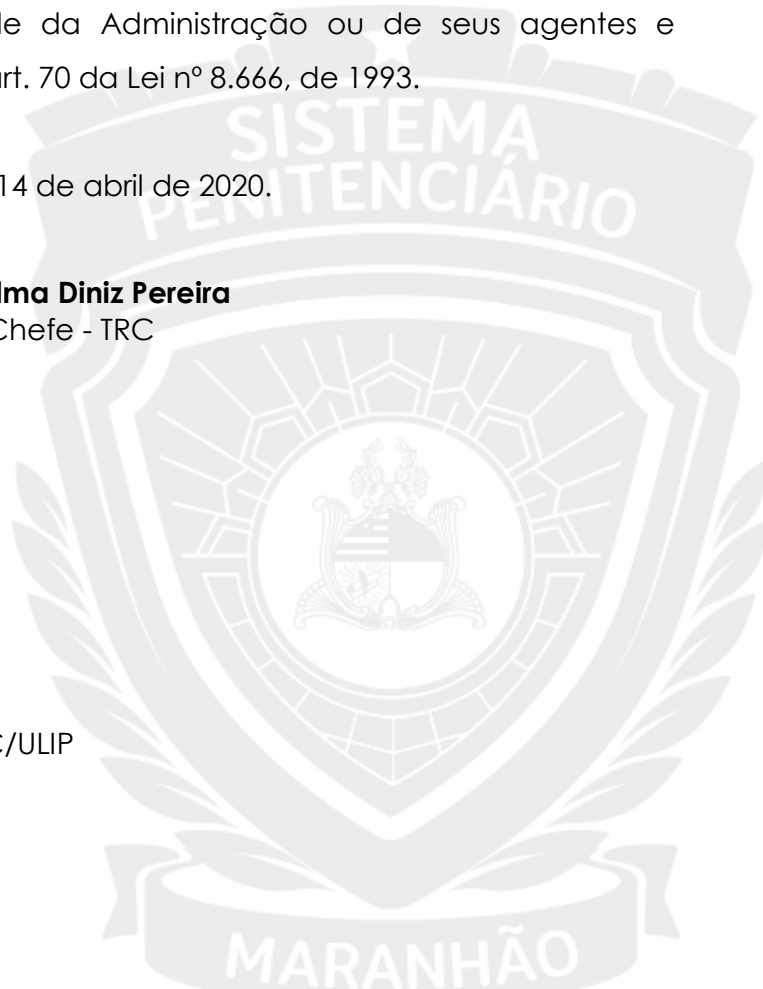 de da Administração ou de seus agentes e
art. 70 da Lei nº 8.666, de 1993.
SISTEMA
PENITENCIÁRIO
14 de abril de 2020.
lma Diniz Pereira
Chefe - TRC
C/ULIP
MARANHÃO